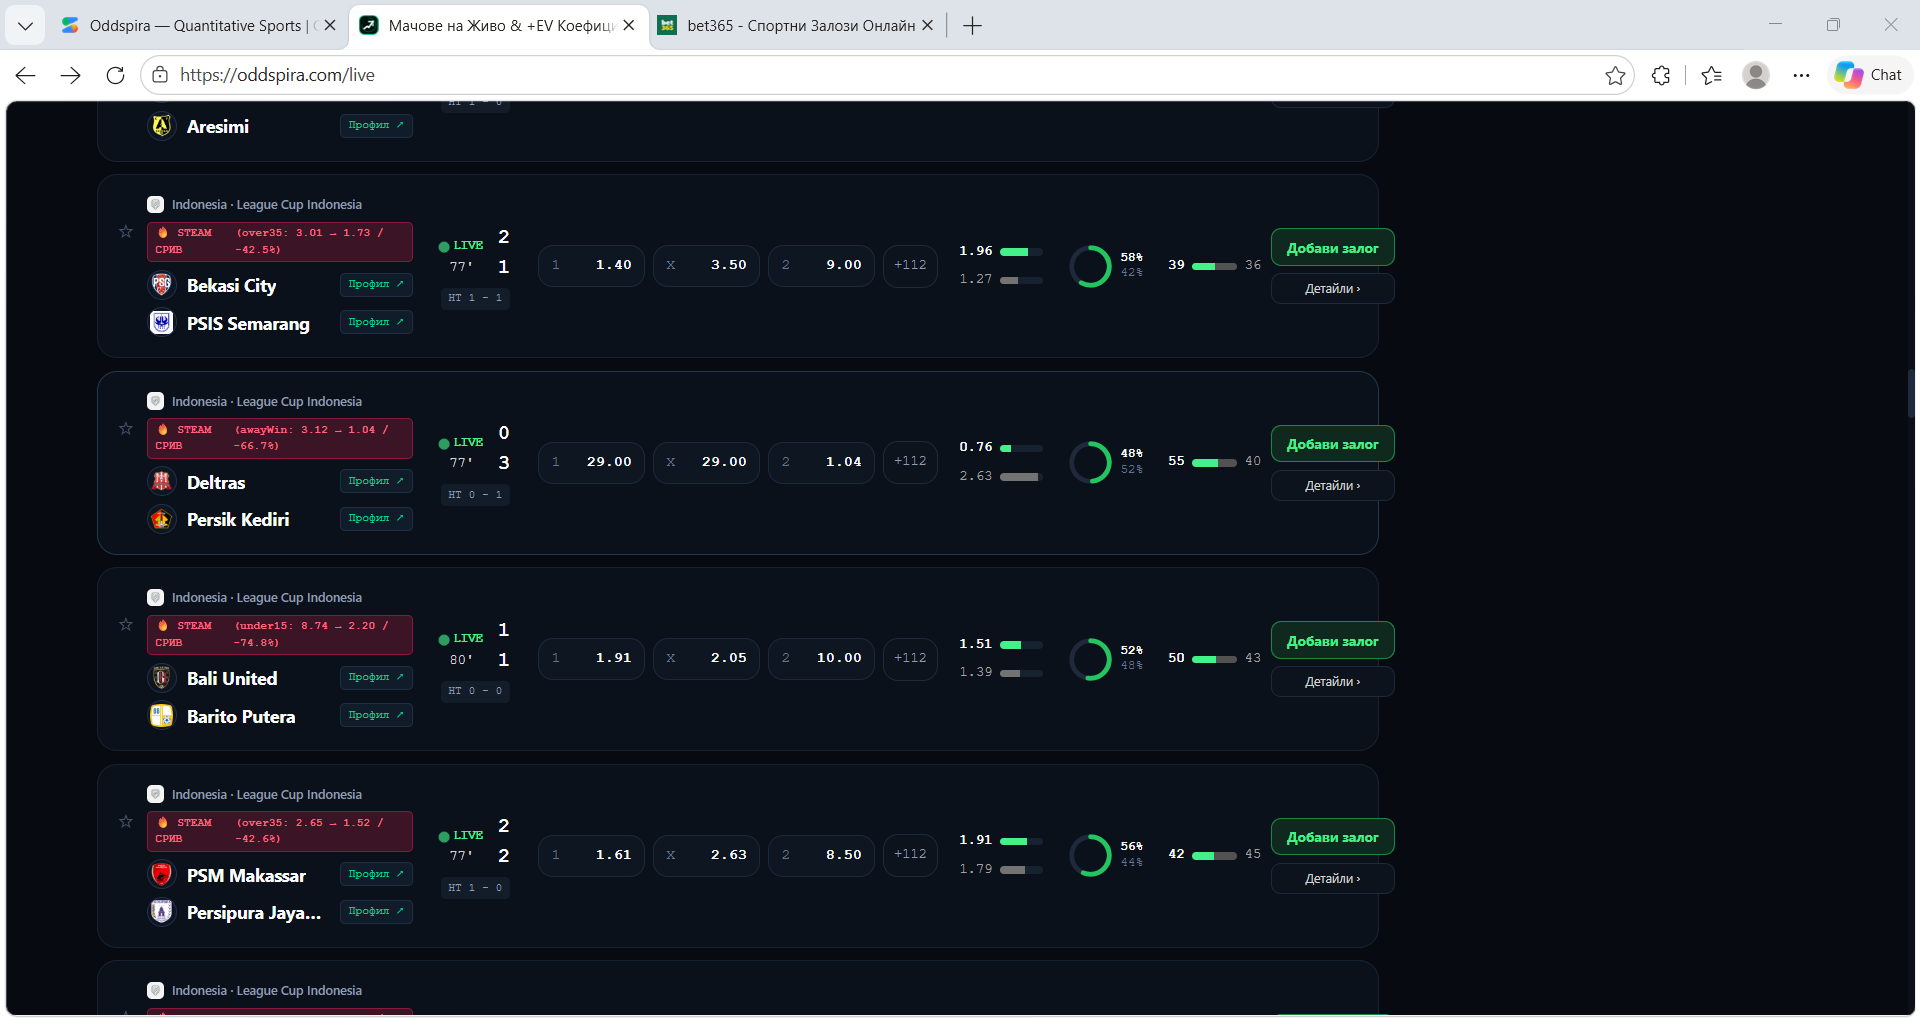 Oddspira — Quantitative Sports |
Мачове на Живо & +EV Коефици
bet365 - Спортни Залози Онлайн
https://oddspira.com/live
Chat
HT 1 - 0
Aresimi
Профил ↗
Indonesia · League Cup Indonesia
🔥 STEAM СРИВ (over35: 3.01 → 1.73 / -42.5%)
Bekasi City
Профил ↗
PSIS Semarang
Профил ↗
LIVE
77'
2
1
HT 1 - 1
1 1.40
X 3.50
2 9.00
+112
1.96
1.27
58%
42%
39 36
Добави залог
Детайли ›
Indonesia · League Cup Indonesia
🔥 STEAM СРИВ (awayWin: 3.12 → 1.04 / -66.7%)
Deltras
Профил ↗
Persik Kediri
Профил ↗
LIVE
77'
0
3
HT 0 - 1
1 29.00
X 29.00
2 1.04
+112
0.76
2.63
48%
52%
55 40
Добави залог
Детайли ›
Indonesia · League Cup Indonesia
🔥 STEAM СРИВ (under15: 8.74 → 2.20 / -74.8%)
Bali United
Профил ↗
Barito Putera
Профил ↗
LIVE
80'
1
1
HT 0 - 0
1 1.91
X 2.05
2 10.00
+112
1.51
1.39
52%
48%
50 43
Добави залог
Детайли ›
Indonesia · League Cup Indonesia
🔥 STEAM СРИВ (over35: 2.65 → 1.52 / -42.6%)
PSM Makassar
Профил ↗
Persipura Jaya...
Профил ↗
LIVE
77'
2
2
HT 1 - 0
1 1.61
X 2.63
2 8.50
+112
1.91
1.79
56%
44%
42 45
Добави залог
Детайли ›
Indonesia · League Cup Indonesia